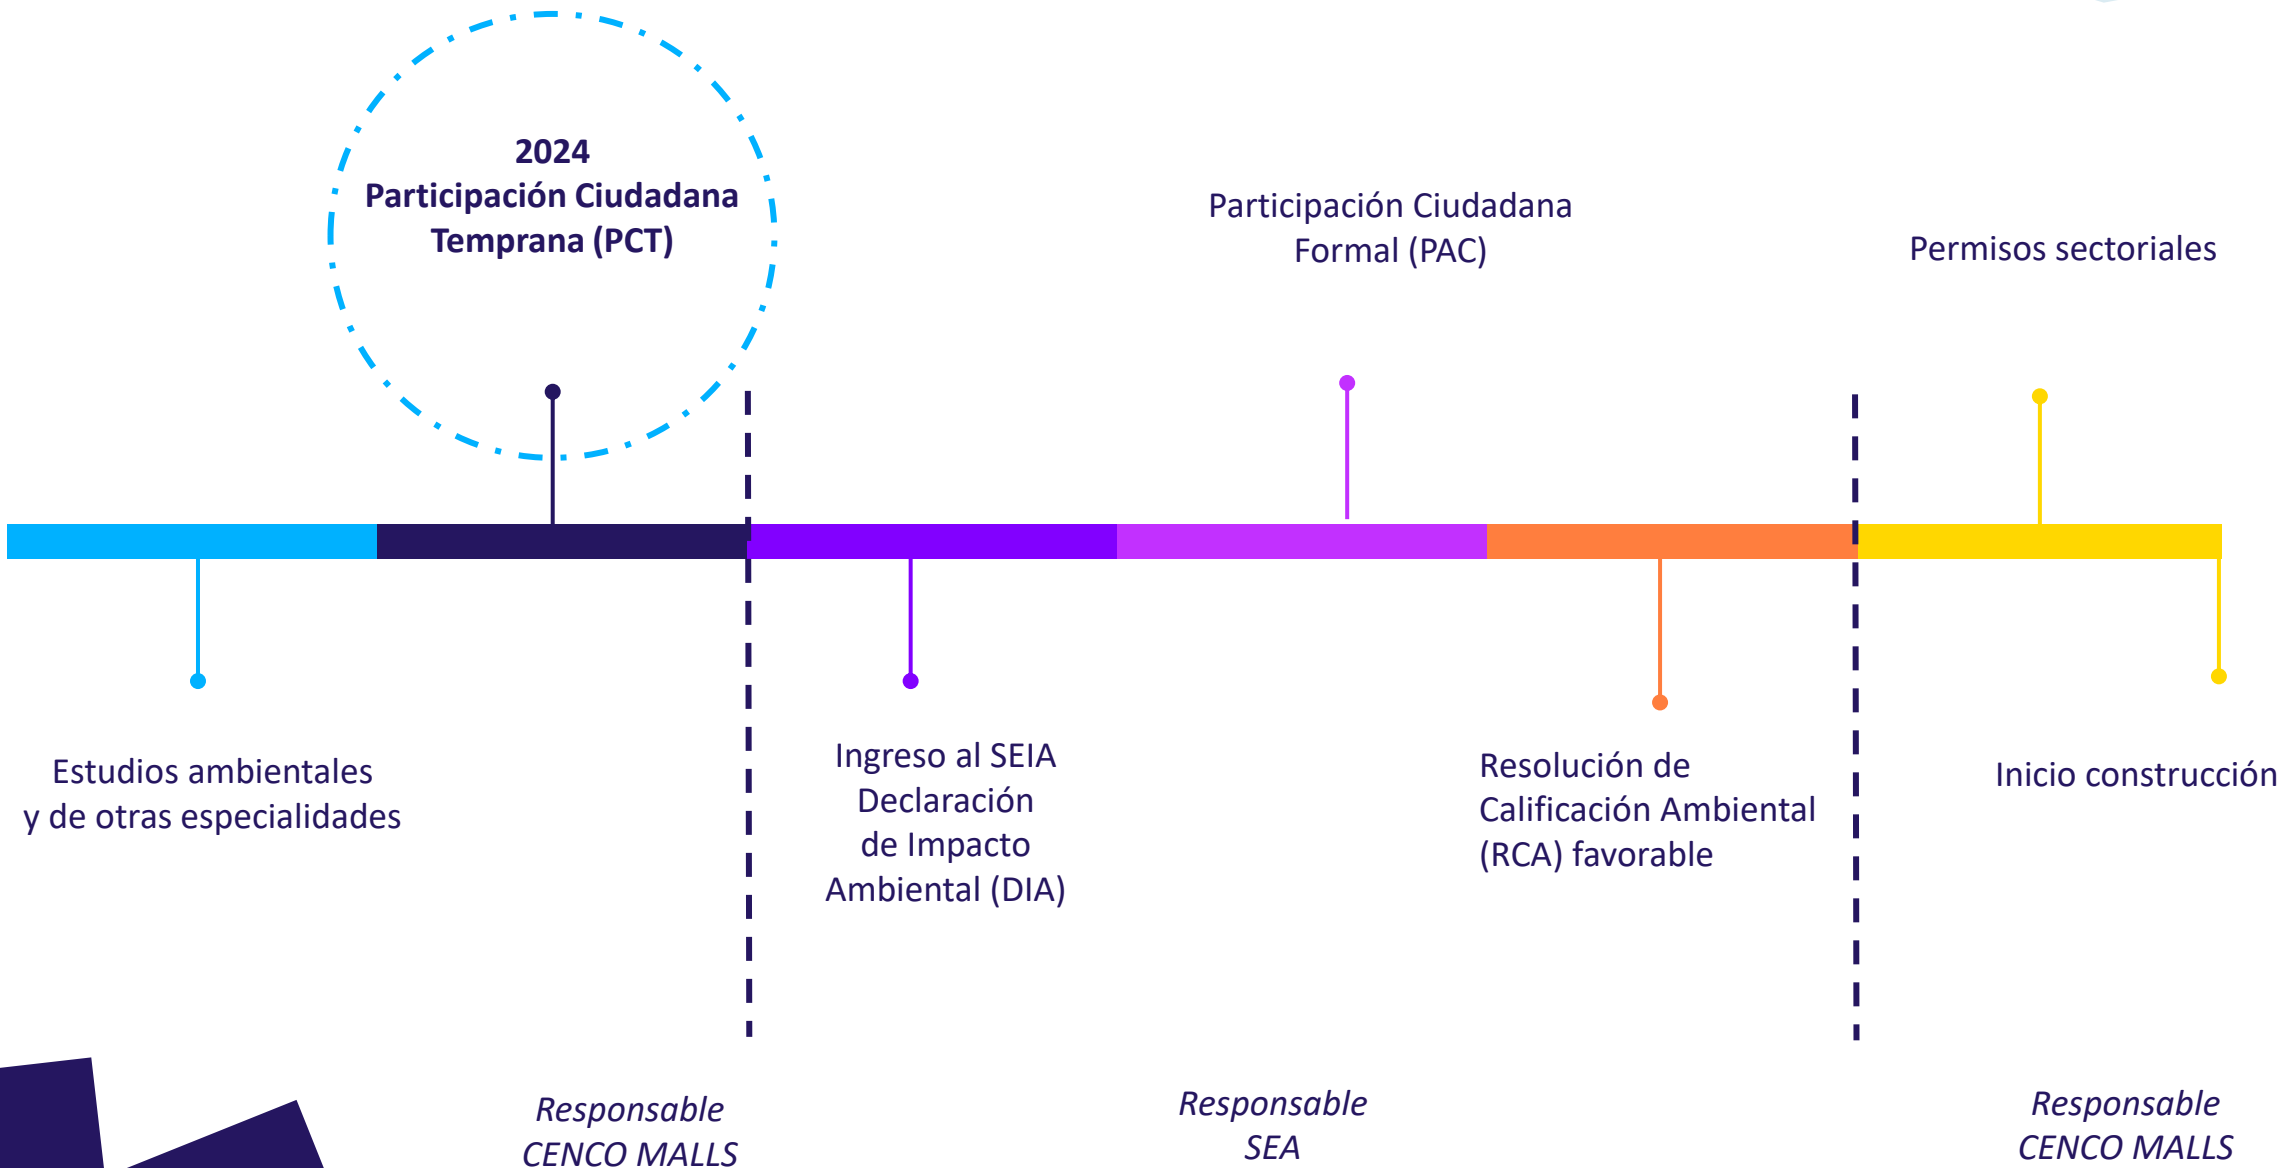 2024
Participación Ciudadana
Temprana (PCT)
Participación Ciudadana
Formal (PAC)
Permisos sectoriales
Estudios ambientales
y de otras especialidades
Ingreso al SEIA
Declaración
de Impacto
Ambiental (DIA)
Resolución de
Calificación Ambiental
(RCA) favorable
Inicio construcción
Responsable
CENCO MALLS
Responsable
SEA
Responsable
CENCO MALLS